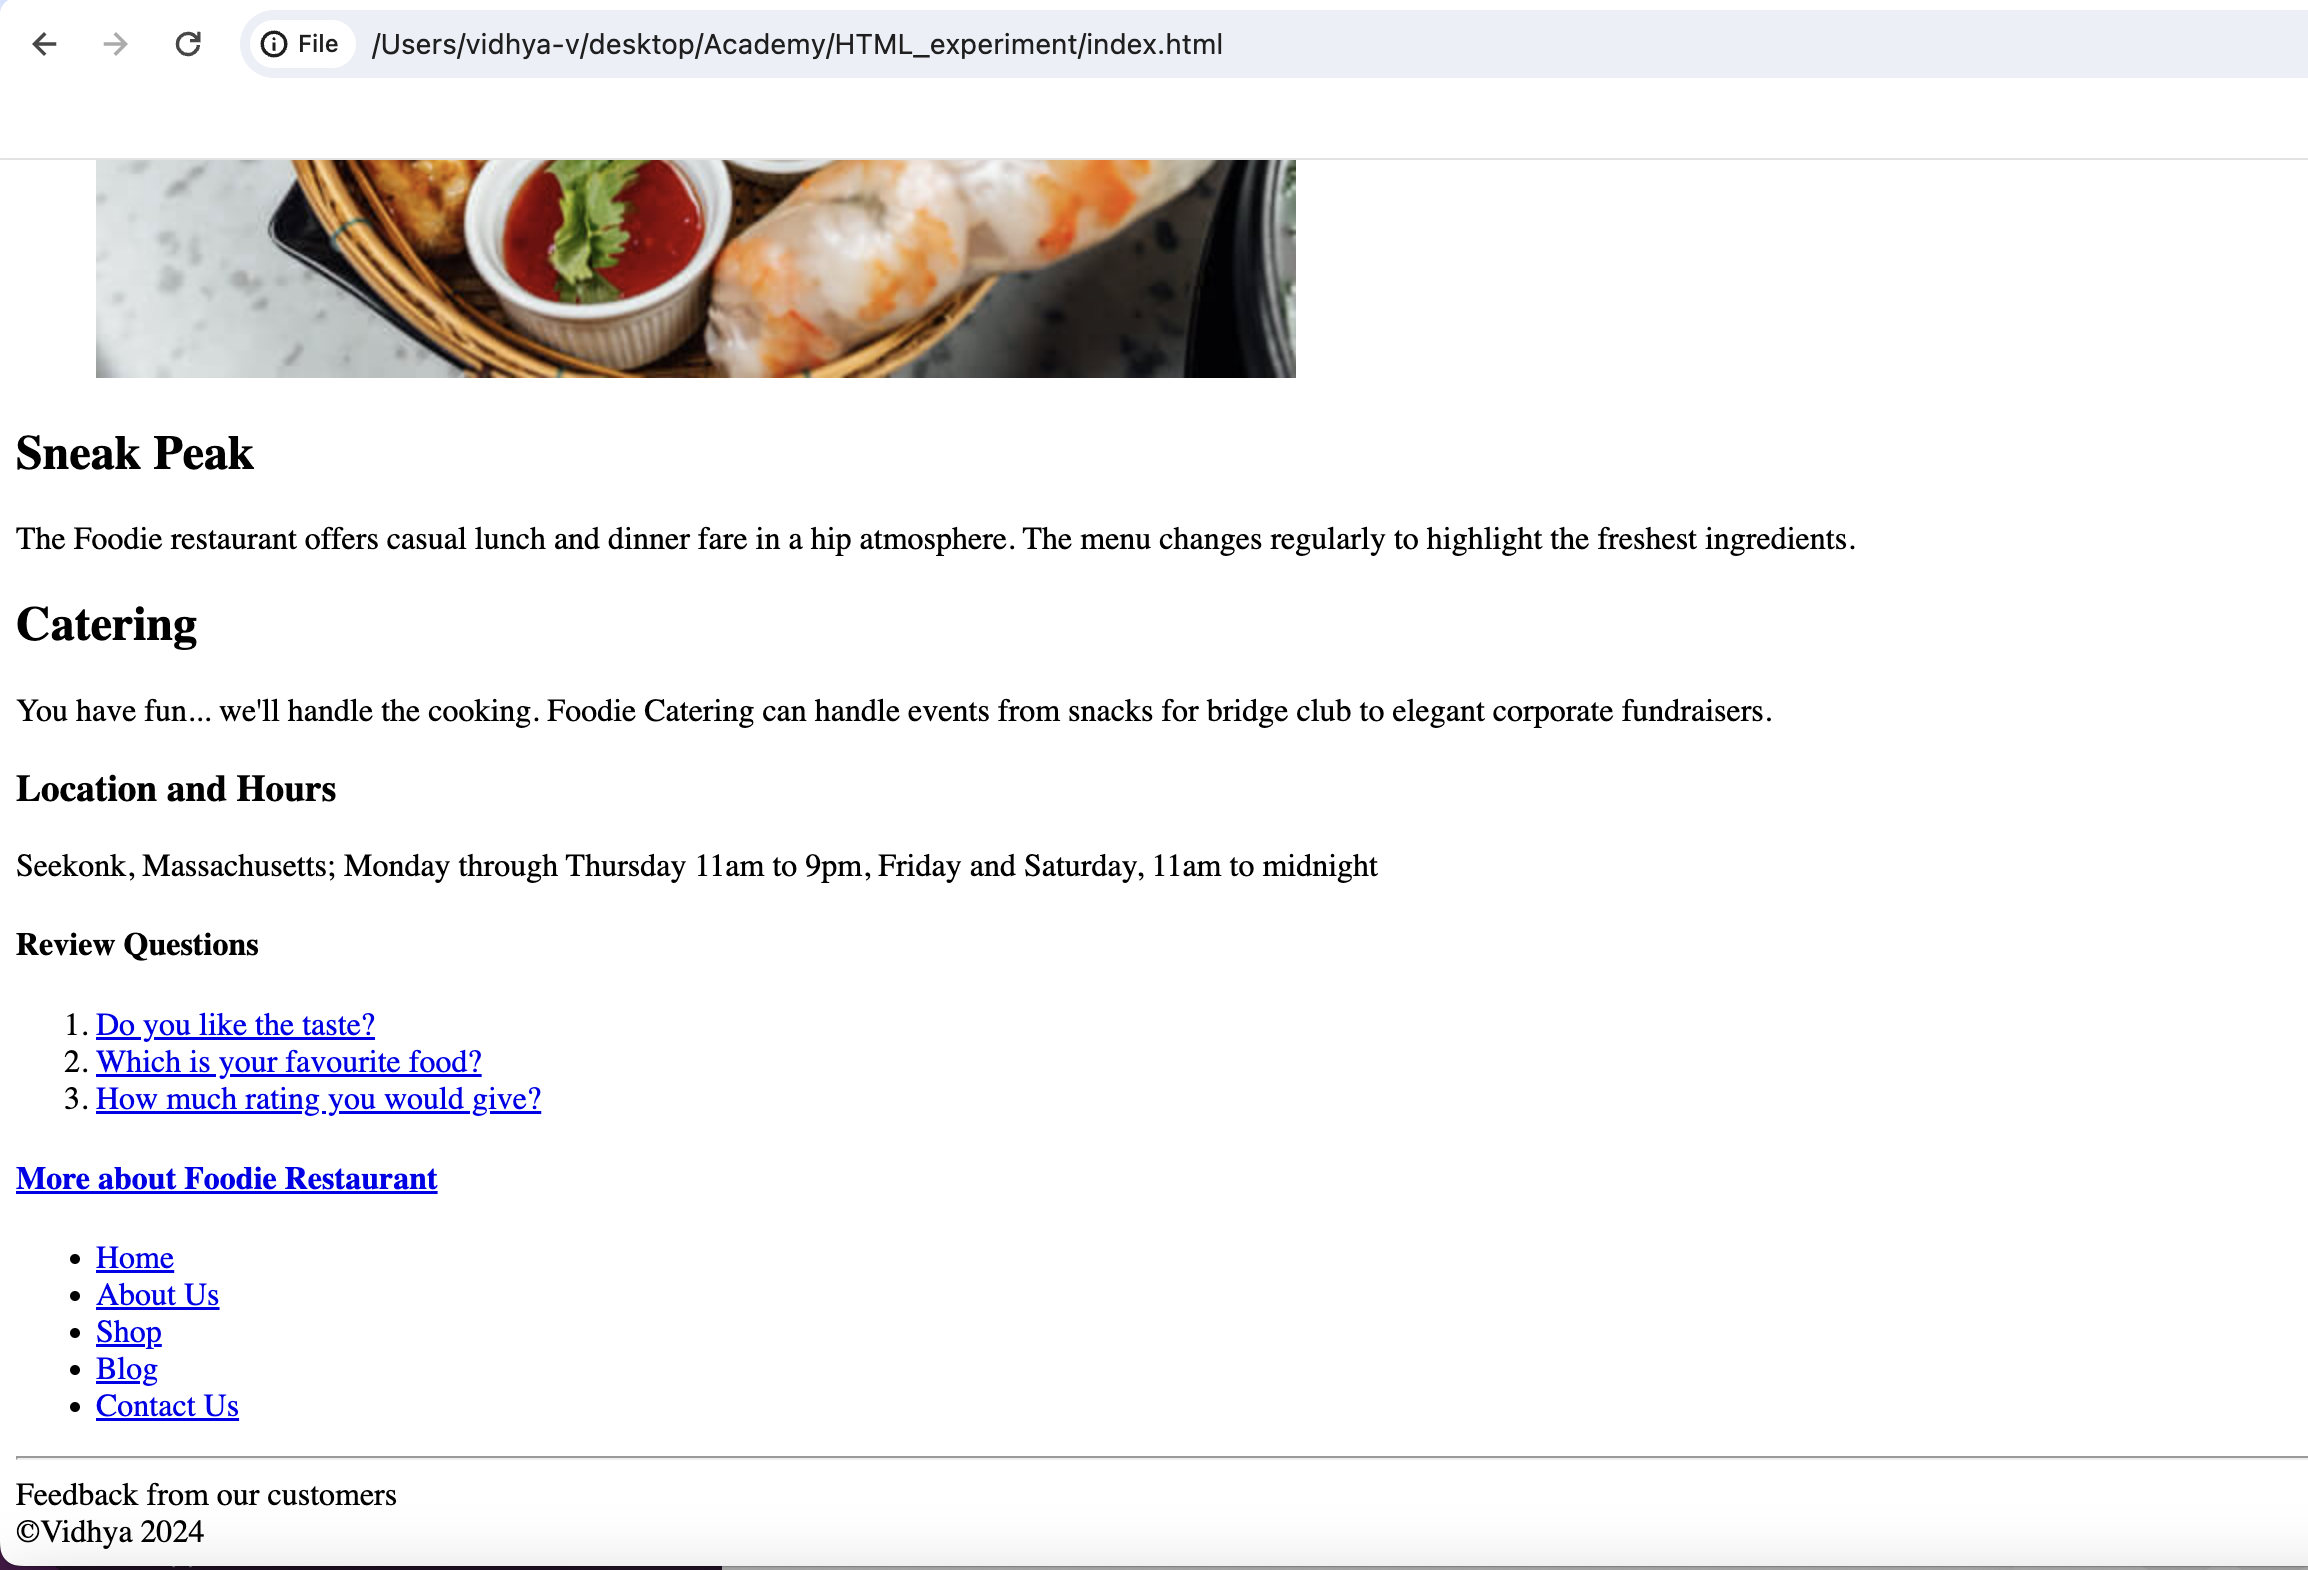 File /Users/vidhya-v/desktop/Academy/HTML_experiment/index.html
Sneak Peak
The Foodie restaurant offers casual lunch and dinner fare in a hip atmosphere. The menu changes regularly to highlight the freshest ingredients.
Catering
You have fun... we'll handle the cooking. Foodie Catering can handle events from snacks for bridge club to elegant corporate fundraisers.
Location and Hours
Seekonk, Massachusetts; Monday through Thursday 11am to 9pm, Friday and Saturday, 11am to midnight
Review Questions
1. Do you like the taste?
2. Which is your favourite food?
3. How much rating you would give?
More about Foodie Restaurant
• Home
• About Us
• Shop
• Blog
• Contact Us
Feedback from our customers
©Vidhya 2024